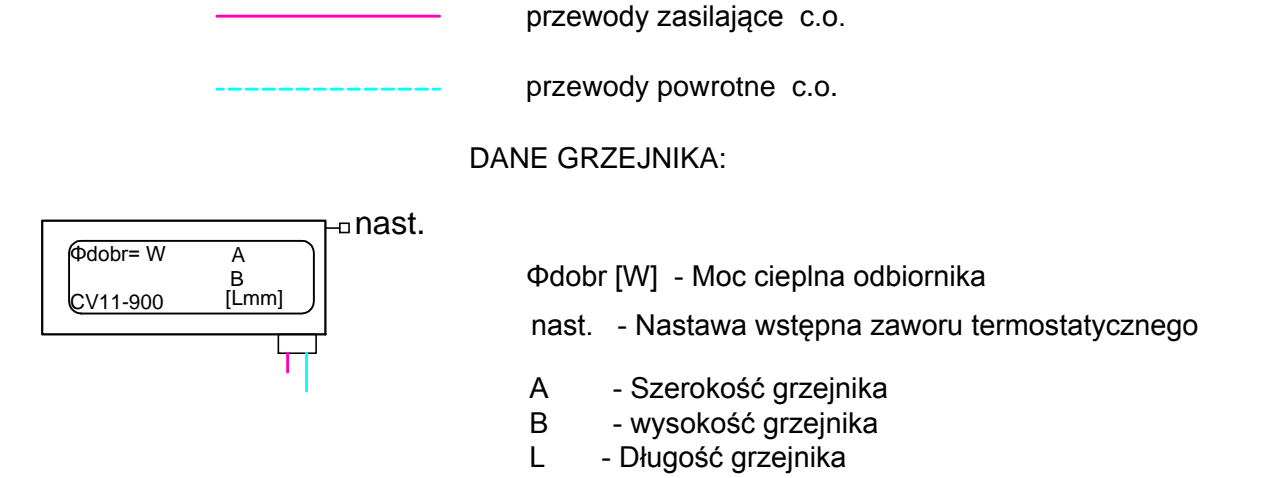 przewody zasilające c.o.
przewody powrotne c.o.
DANE GRZEJNIKA:
nast.
Φdobr= W A
B
CV11-900 [Lmm]
Φdobr [W] - Moc cieplna odbiornika
nast. - Nastawa wstępna zaworu termostatycznego
A - Szerokość grzejnika
B - wysokość grzejnika
L - Długość grzejnika